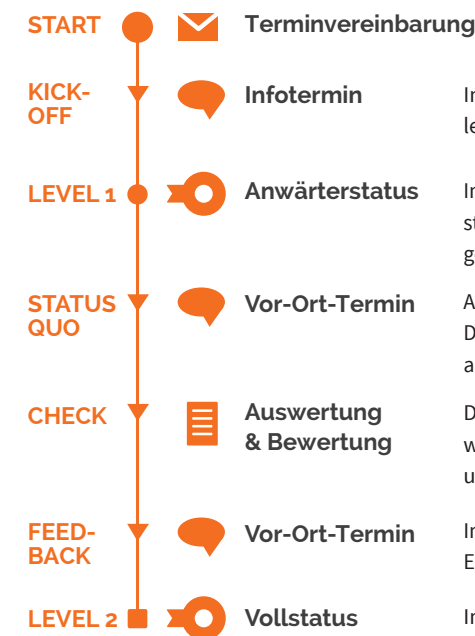 START Terminvereinbarung
KICK-
OFF
Infotermin
LEVEL 1 Anwärterstatus
STATUS
QUO
Vor-Ort-Termin
CHECK
Auswertung
& Bewertung
FEED-
BACK
Vor-Ort-Termin
LEVEL 2 Vollstatus